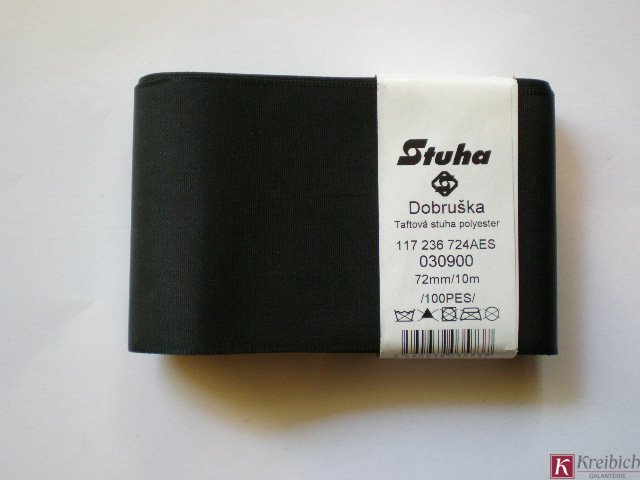 Stuha
Dobruška
Taftová stuha polyester
117 236 724AES
030900
72mm/10m
/100PES/
K Kreibich
GALANTERIE